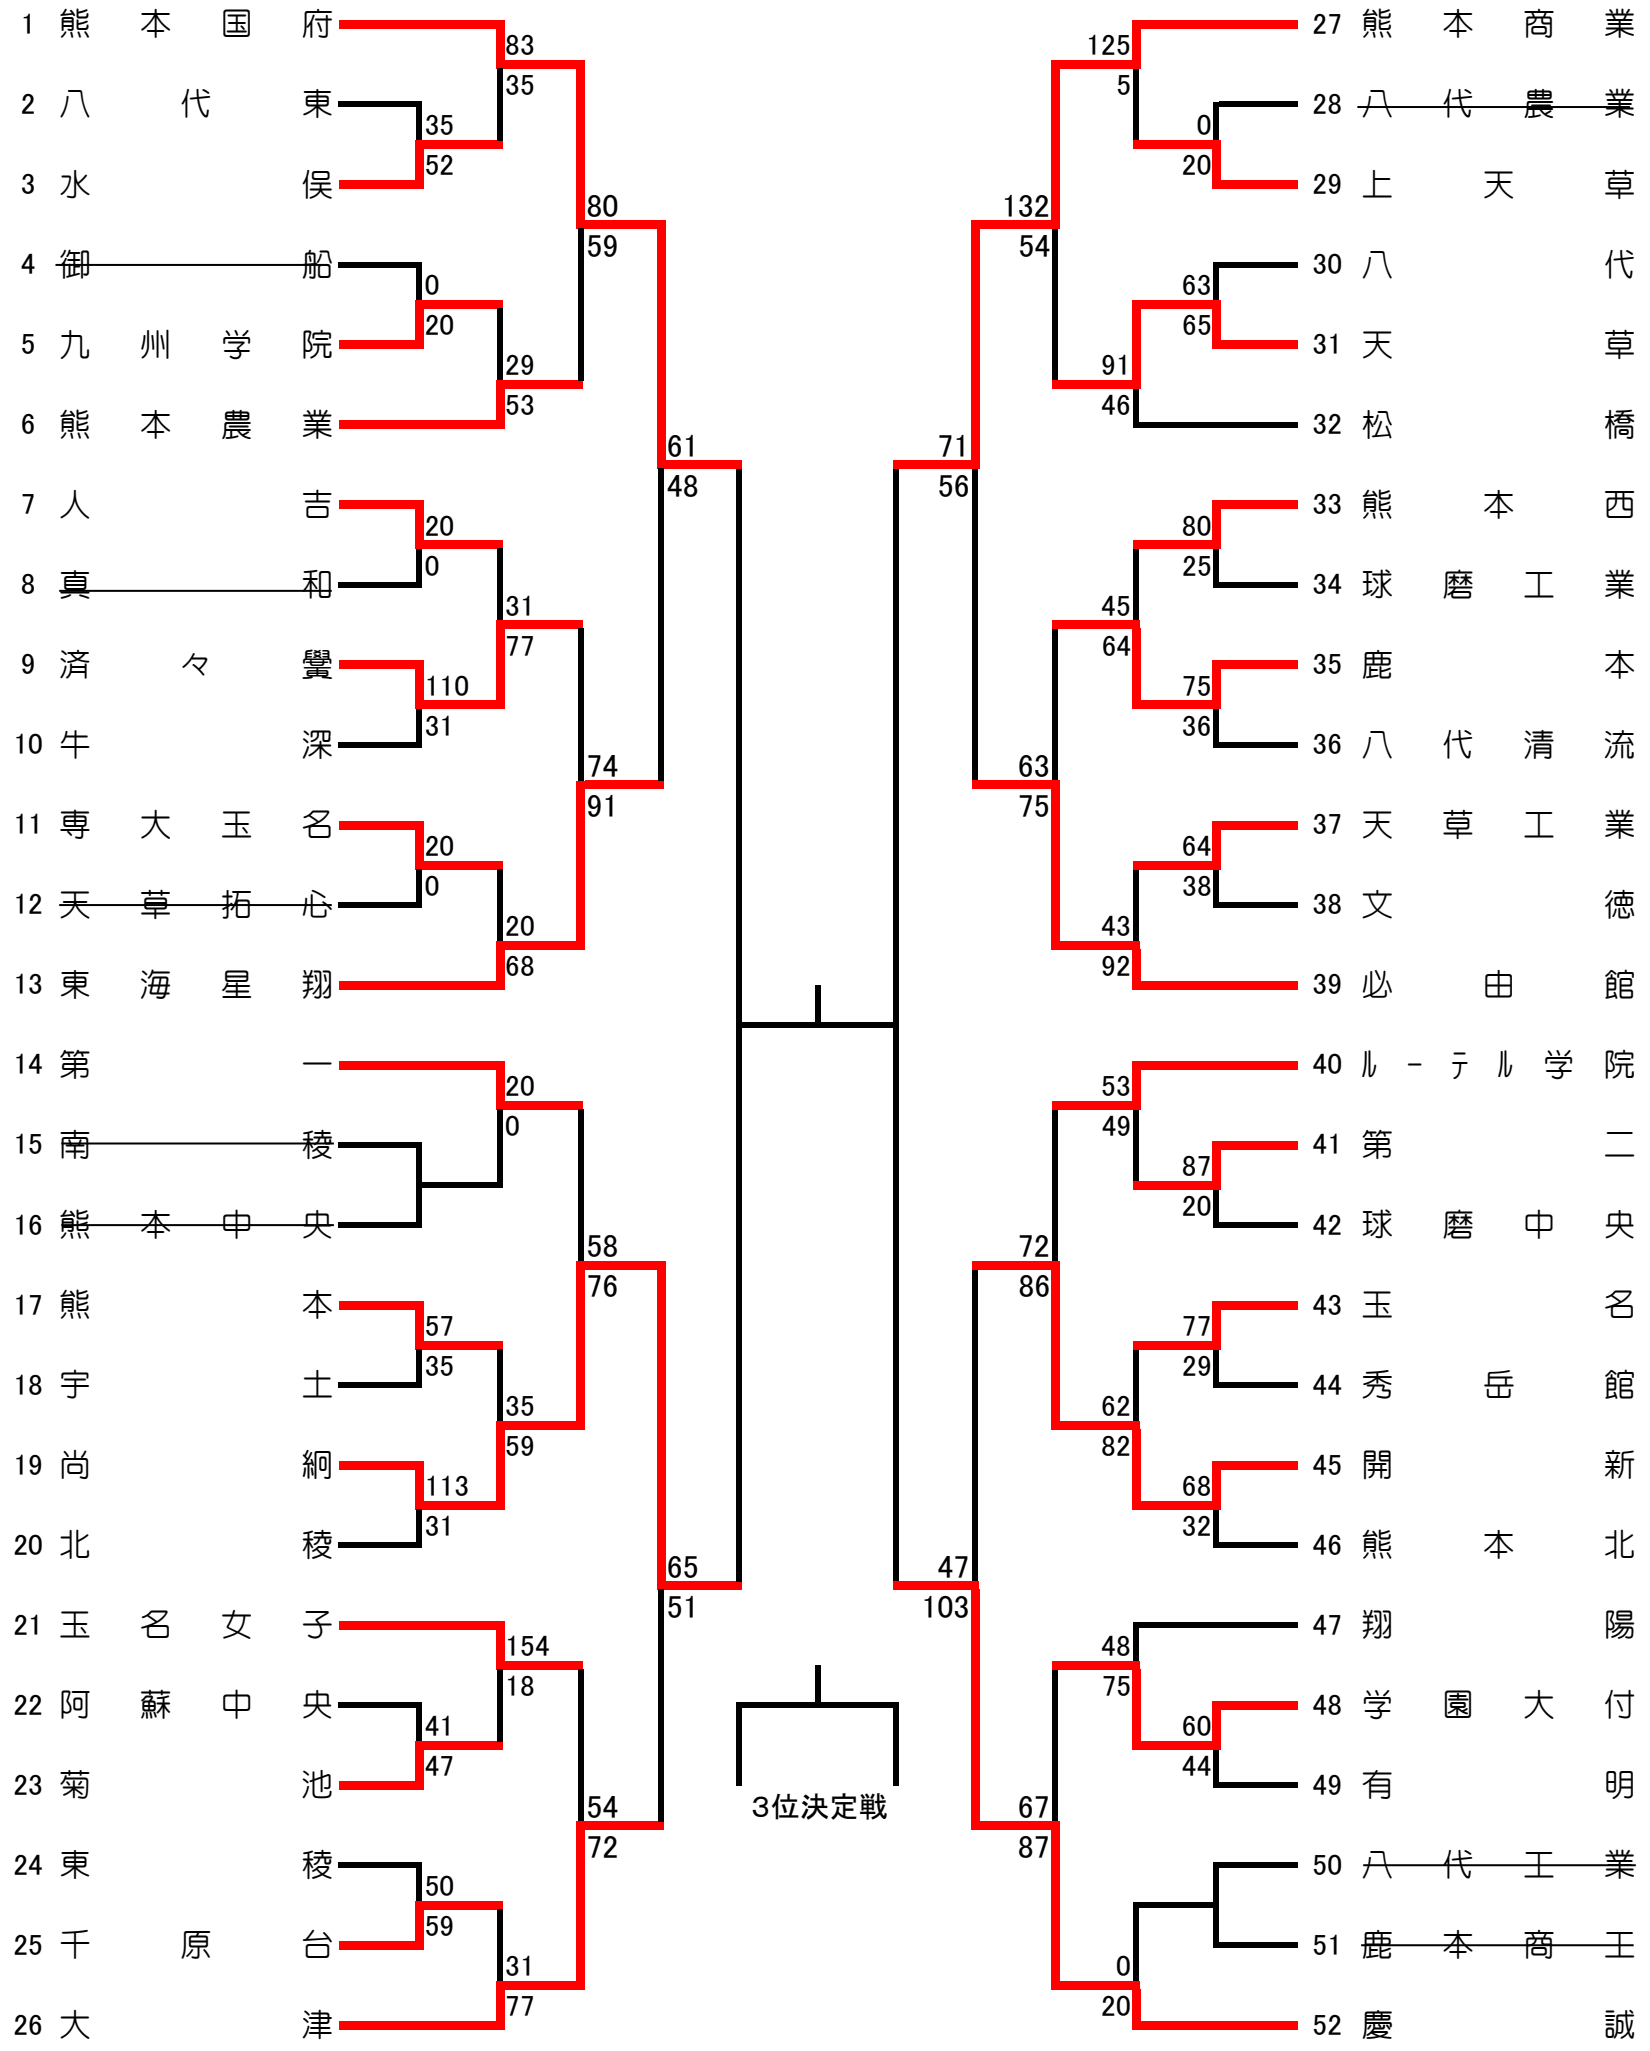 1 熊本国府
83
35
2 八代東
35
52
3 水俣
80
59
4 御船
0
20
5 九州学院
29
53
6 熊本農業
61
48
7 人吉
20
0
8 真和
31
77
9 済々黌
110
31
10 牛深
74
91
11 専大玉名
20
0
12 天草拓心
20
68
13 東海星翔
14 第一
20
0
15 南稜
16 熊本中央
58
76
17 熊本
57
35
18 宇土
35
59
19 尚絅
113
31
20 北稜
65
51
21 玉名女子
154
18
22 阿蘇中央
41
47
23 菊池
54
72
24 東稜
50
59
25 千原台
31
77
26 大津
3位決定戦
27 熊本商業
125
5
28 八代農業
0
20
29 上天草
132
54
30 八代
63
65
31 天草
91
46
32 松橋
71
56
33 熊本西
80
25
34 球磨工業
45
64
35 鹿本
75
36
36 八代清流
63
75
37 天草工業
64
38
38 文徳
43
92
39 必由館
40 ルーテル学院
53
49
41 第二
87
20
42 球磨中央
72
86
43 玉名
77
29
44 秀岳館
62
82
45 開新
68
32
46 熊本北
47
103
47 翔陽
48
75
48 学園大付
60
44
49 有明
67
87
50 八代工業
51 鹿本商工
0
20
52 慶誠